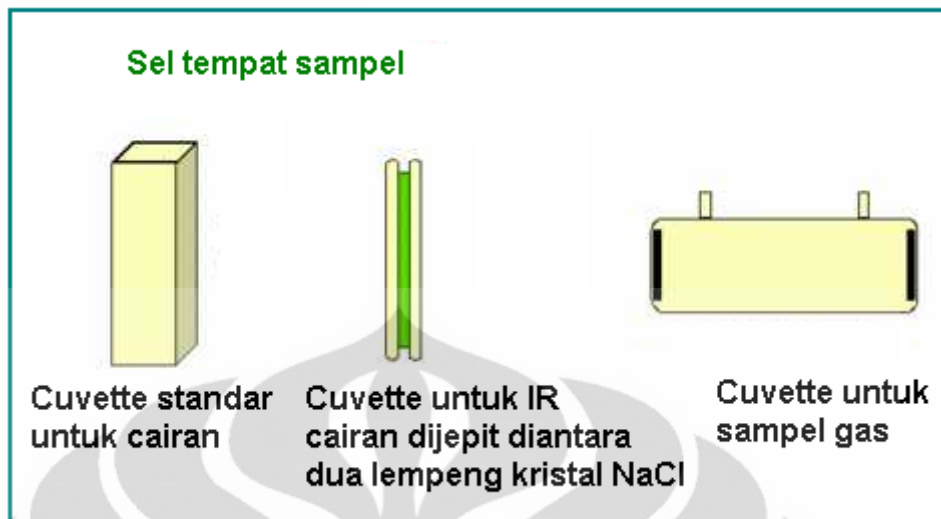 Sel tempat sampel
Cuvette standar
untuk cairan
Cuvette untuk IR
cairan dijepit diantara
dua lempeng kristal NaCl
Cuvette untuk
sampel gas